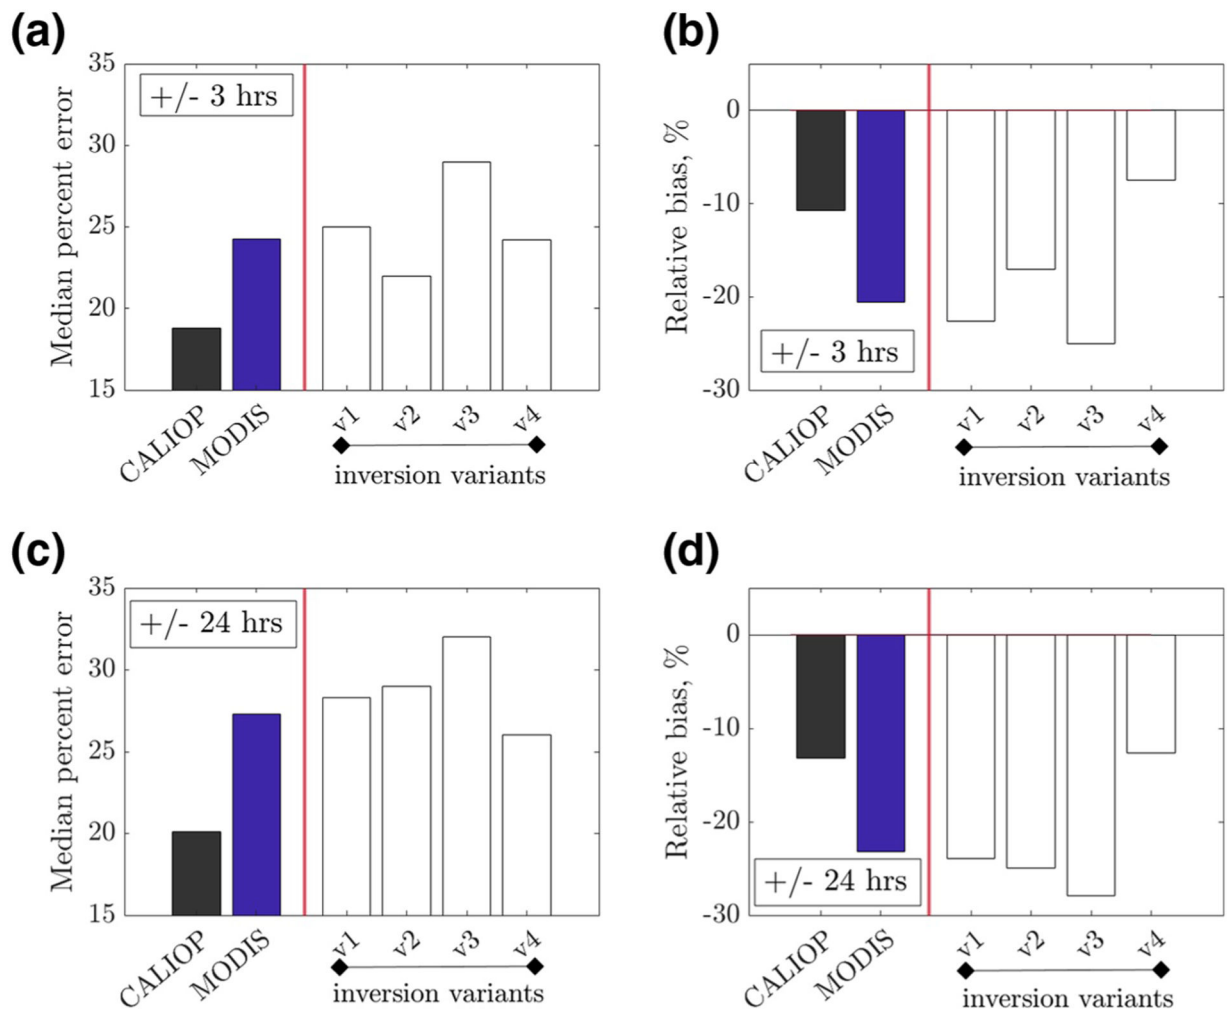 (a)
Median percent error
35
30
25
20
15
+/- 3 hrs
CALIOP
MODIS
v1
v2
v3
v4
inversion variants
(b)
Relative bias, %
0
-10
-20
-30
+/- 3 hrs
CALIOP
MODIS
v1
v2
v3
v4
inversion variants
(c)
Median percent error
35
30
25
20
15
+/- 24 hrs
CALIOP
MODIS
v1
v2
v3
v4
inversion variants
(d)
Relative bias, %
0
-10
-20
-30
+/- 24 hrs
CALIOP
MODIS
v1
v2
v3
v4
inversion variants